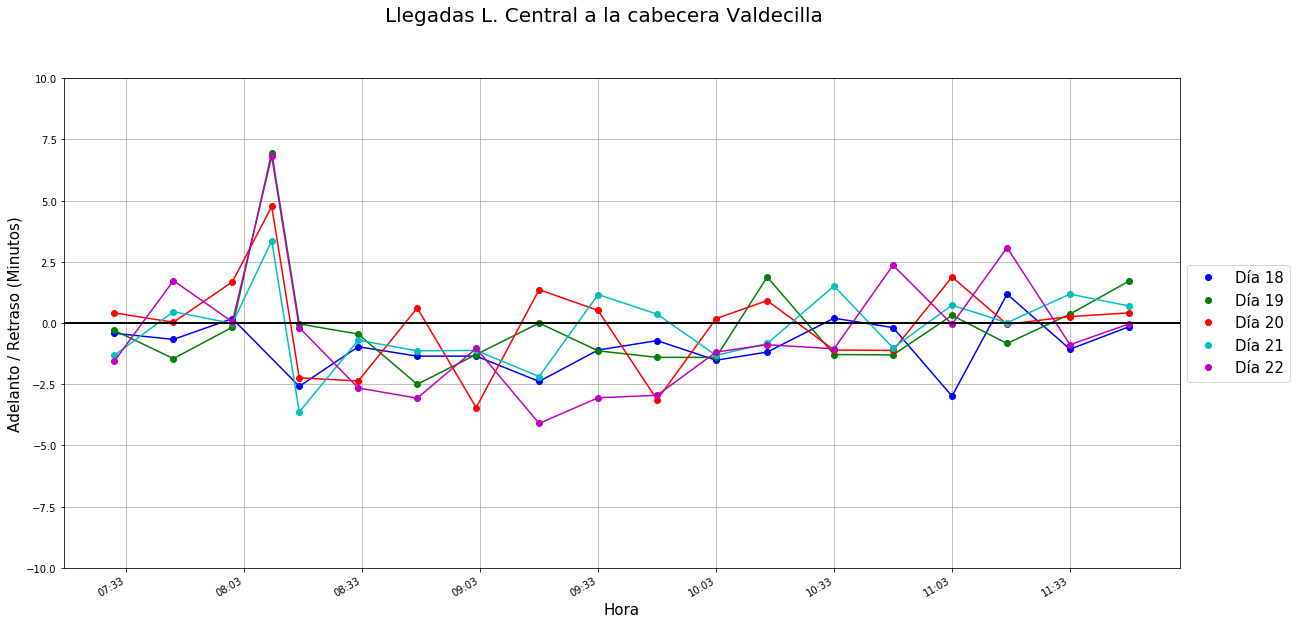 Llegadas L. Central a la cabecera Valdecilla
Adelanto / Retraso (Minutos)
10.0
7.5
5.0
2.5
0.0
−2.5
−5.0
−7.5
−10.0
07:33
08:03
08:33
09:03
09:33
10:03
10:33
11:03
11:33
Hora
Día 18
Día 19
Día 20
Día 21
Día 22